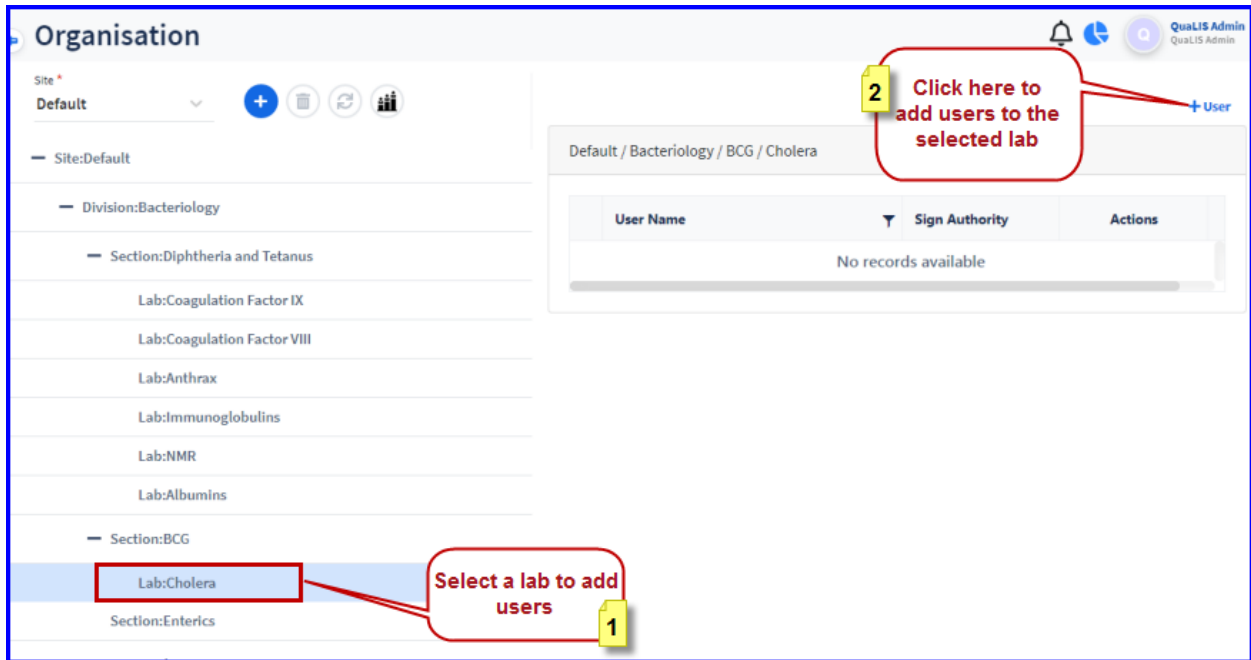 Organisation
Q
QuaLIS Admin
QuaLIS Admin
Site *
Default
2
Click here to
add users to the
selected lab
+ User
Site:Default
Default / Bacteriology / BCG / Cholera
Division:Bacteriology
User Name
Sign Authority
Actions
Section:Diphtheria and Tetanus
No records available
Lab:Coagulation Factor IX
Lab:Coagulation Factor VIII
Lab:Anthrax
Lab:Immunoglobulins
Lab:NMR
Lab:Albumins
Section:BCG
Lab:Cholera
Select a lab to add
users
1
Section:Enterics